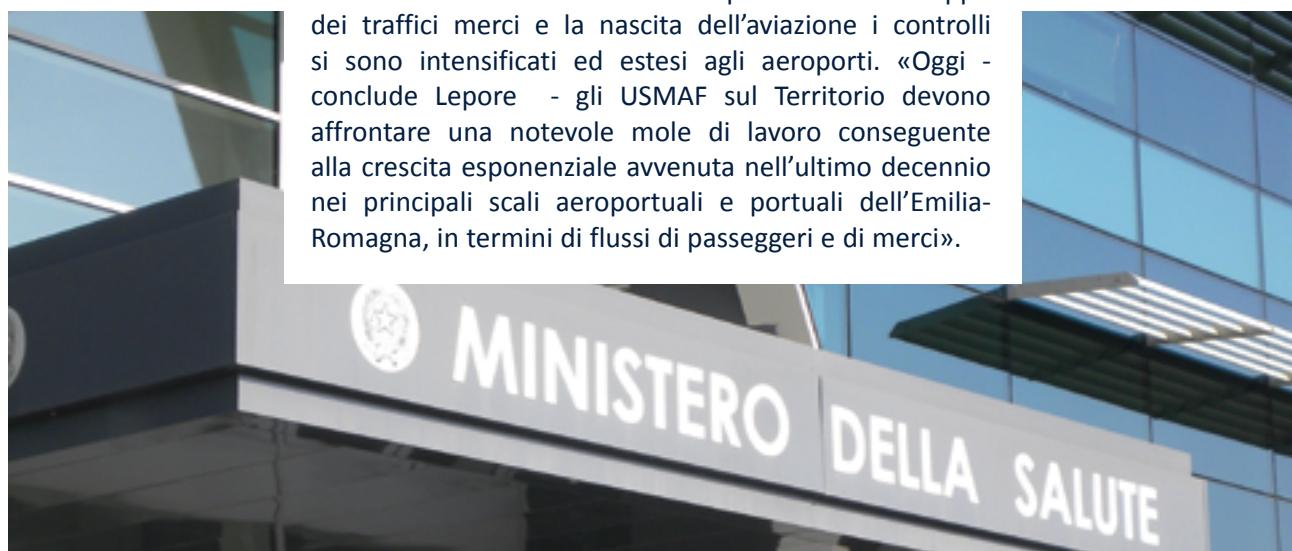 dei traffici merci e la nascita dell’aviazione i controlli
si sono intensificati ed estesi agli aeroporti. «Oggi -
conclude Lepore - gli USMAF sul Territorio devono
affrontare una notevole mole di lavoro conseguente
alla crescita esponenziale avvenuta nell’ultimo decennio
nei principali scali aeroportuali e portuali dell’Emilia-
Romagna, in termini di flussi di passeggeri e di merci».
MINISTERO DELLA SALUTE